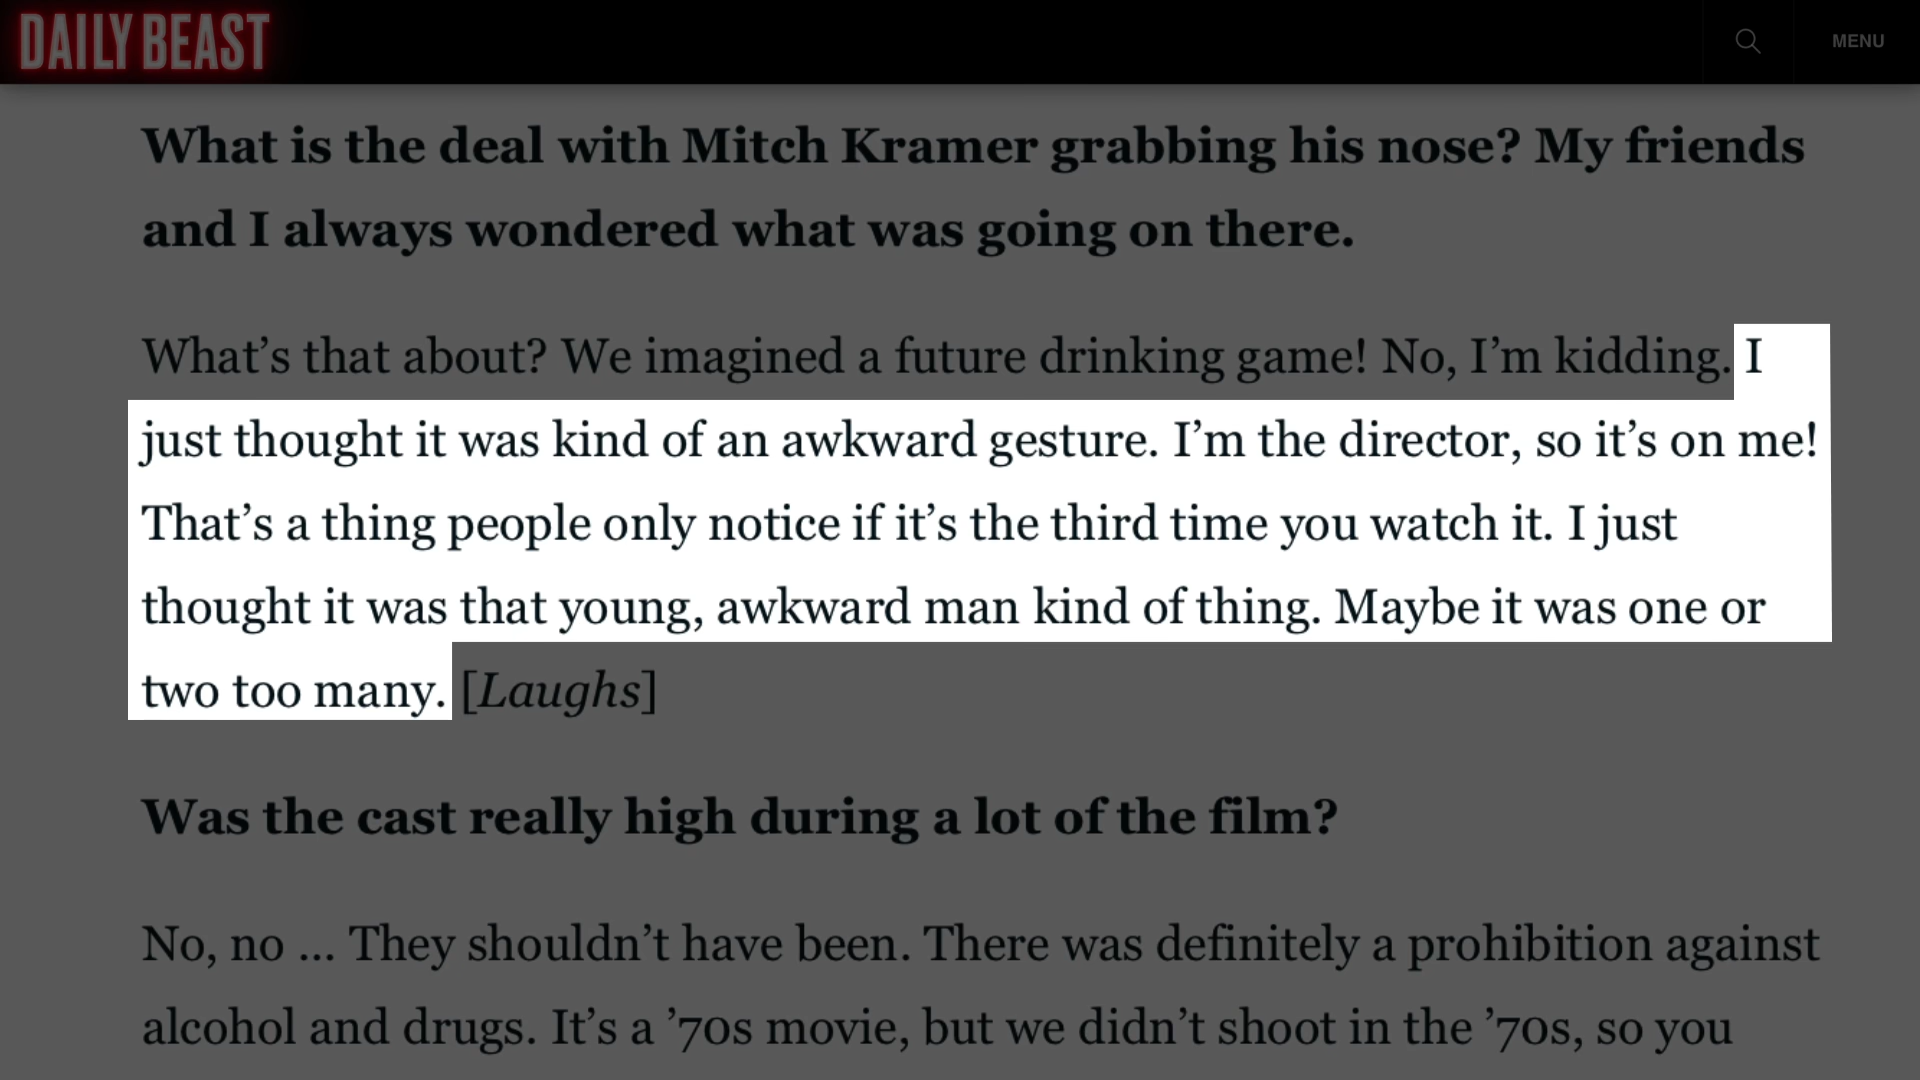 DAILY BEAST
MENU
What is the deal with Mitch Kramer grabbing his nose? My friends
and I always wondered what was going on there.
What’s that about? We imagined a future drinking game! No, I’m kidding. I
just thought it was kind of an awkward gesture. I’m the director, so it’s on me!
That’s a thing people only notice if it’s the third time you watch it. I just
thought it was that young, awkward man kind of thing. Maybe it was one or
two too many. [Laughs]
Was the cast really high during a lot of the film?
No, no ... They shouldn’t have been. There was definitely a prohibition against
alcohol and drugs. It’s a ’70s movie, but we didn’t shoot in the ’70s, so you